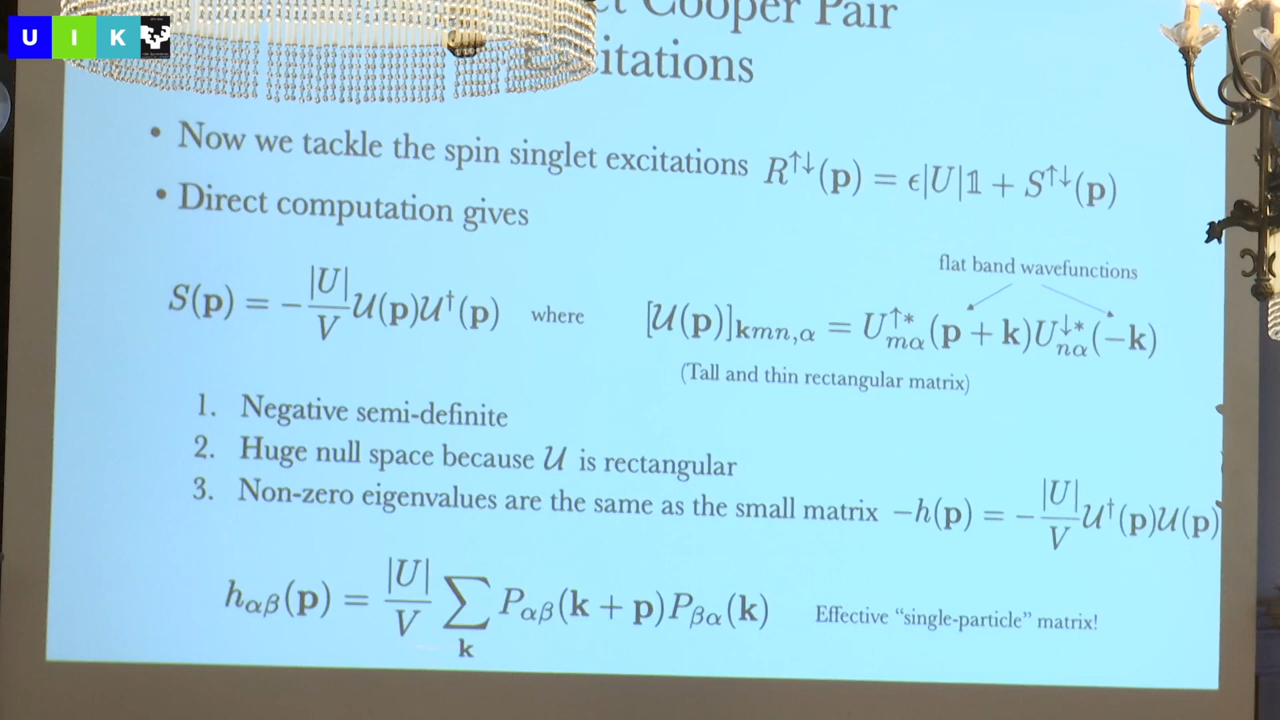 UIK
Cooper Pair
itations
• Now we tackle the spin singlet excitations R^{↑↓}(p) = ϵ|U|𝟙 + S^{↑↓}(p)
• Direct computation gives
flat band wavefunctions
S(p) = −|U|/V 𝒰(p)𝒰†(p) where [𝒰(p)]_{kmn,α} = U^{↑*}_{mα}(p + k)U^{↓*}_{nα}(−k)
(Tall and thin rectangular matrix)
1. Negative semi-definite
2. Huge null space because 𝒰 is rectangular
3. Non-zero eigenvalues are the same as the small matrix −h(p) = −|U|/V 𝒰†(p)𝒰(p)
h_{αβ}(p) = |U|/V ∑_k P_{αβ}(k + p)P_{βα}(k) Effective “single-particle” matrix!